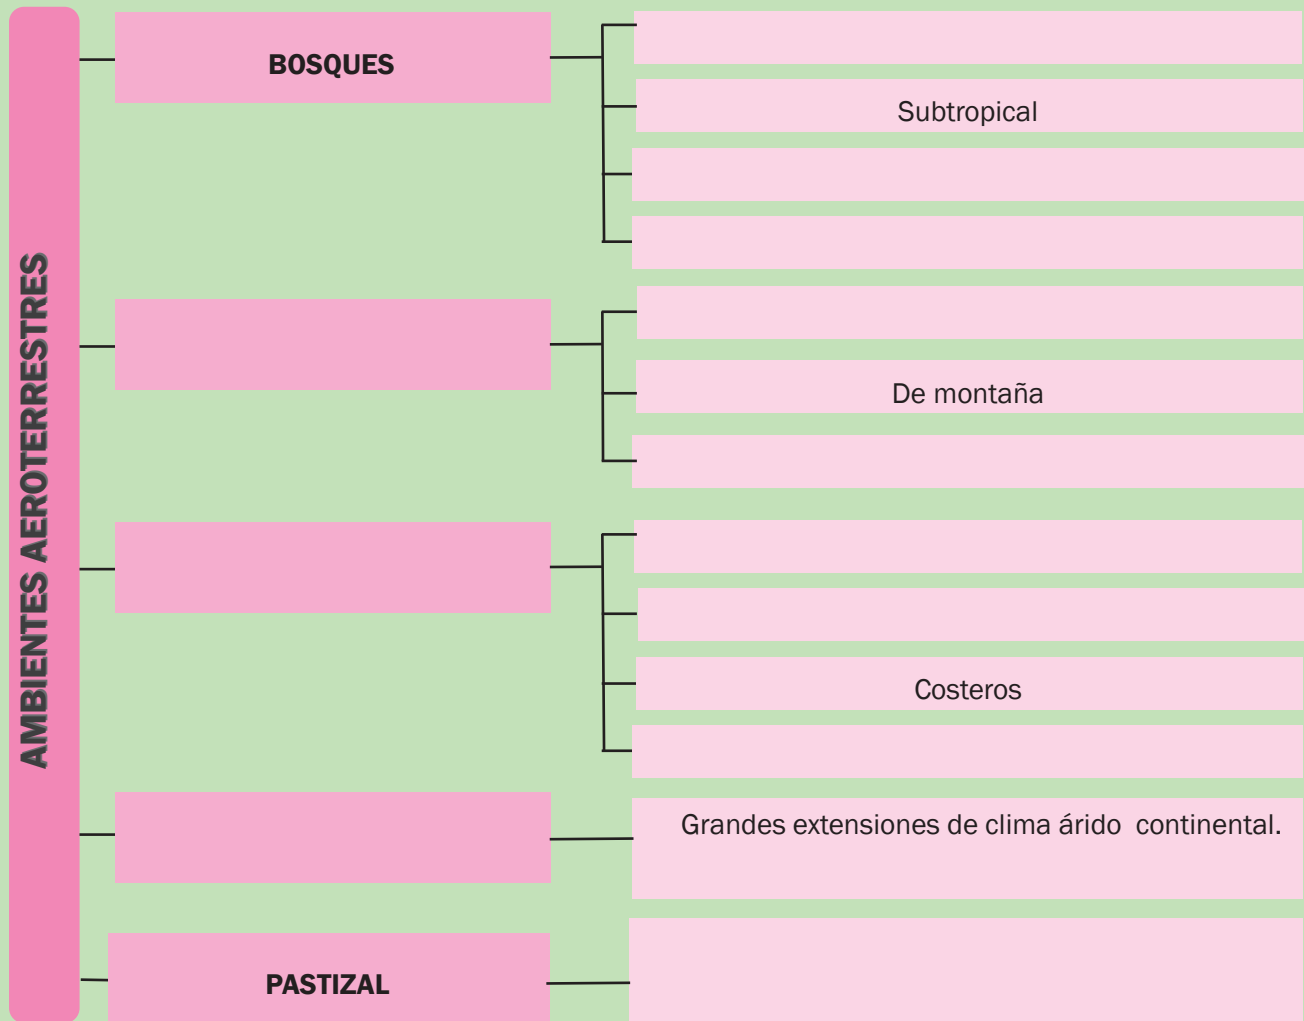 AMBIENTES AEROTERRESTRES
BOSQUES
Subtropical
De montaña
Costeros
Grandes extensiones de clima árido continental.
PASTIZAL